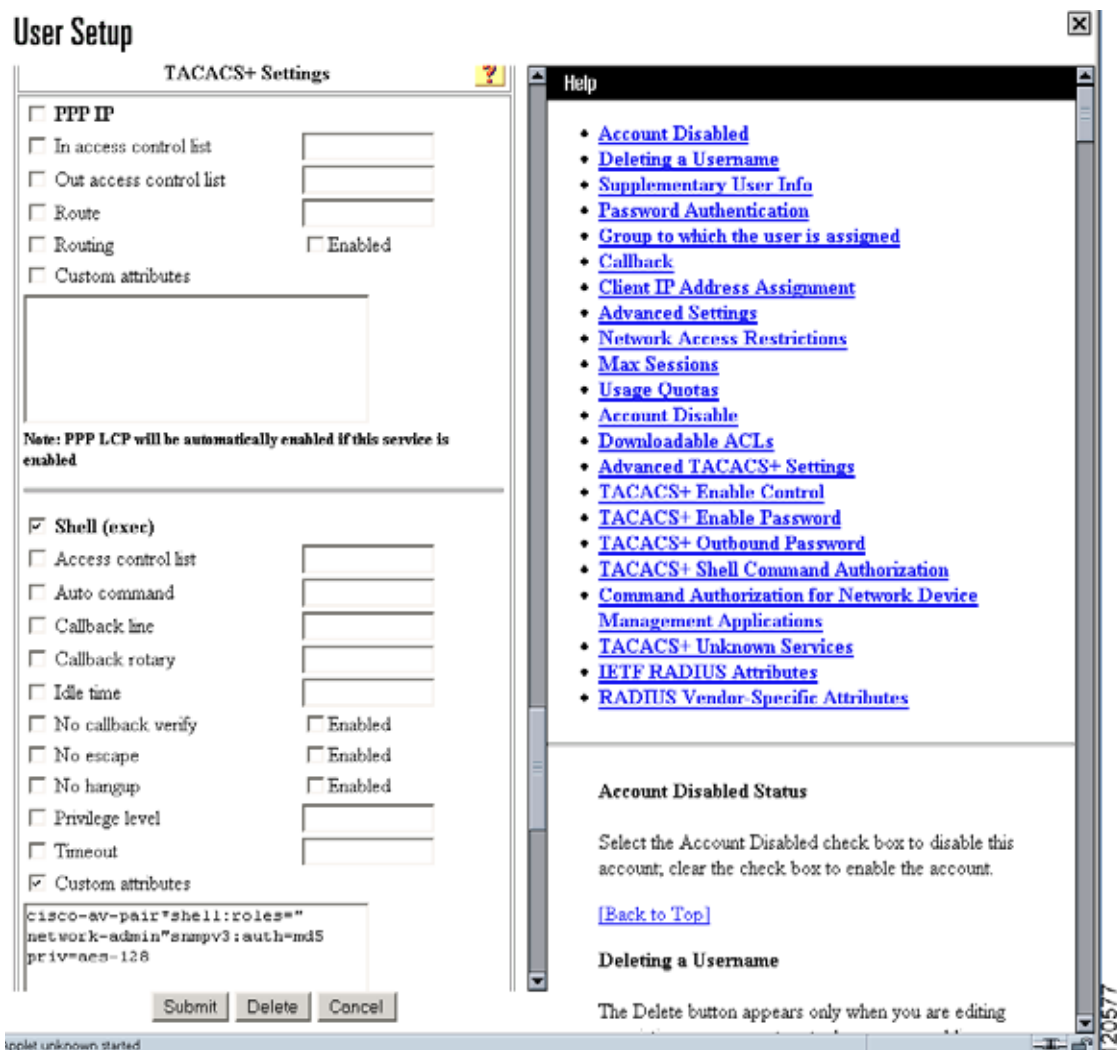 User Setup
TACACS+ Settings
?
PPP IP
In access control list
Out access control list
Route
Routing Enabled
Custom attributes
Note: PPP LCP will be automatically enabled if this service is
enabled
Shell (exec)
Access control list
Auto command
Callback line
Callback rotary
Idle time
No callback verify Enabled
No escape Enabled
No hangup Enabled
Privilege level
Timeout
Custom attributes
cisco-av-pair*shell:roles="
network-admin"snmpv3:auth=md5
priv=aes-128
Submit Delete Cancel
Help
Account Disabled
Deleting a Username
Supplementary User Info
Password Authentication
Group to which the user is assigned
Callback
Client IP Address Assignment
Advanced Settings
Network Access Restrictions
Max Sessions
Usage Quotas
Account Disable
Downloadable ACLs
Advanced TACACS+ Settings
TACACS+ Enable Control
TACACS+ Enable Password
TACACS+ Outbound Password
TACACS+ Shell Command Authorization
Command Authorization for Network Device
Management Applications
TACACS+ Unknown Services
IETF RADIUS Attributes
RADIUS Vendor-Specific Attributes
Account Disabled Status
Select the Account Disabled check box to disable this
account; clear the check box to enable the account.
[Back to Top]
Deleting a Username
The Delete button appears only when you are editing
applet unknown started
20577